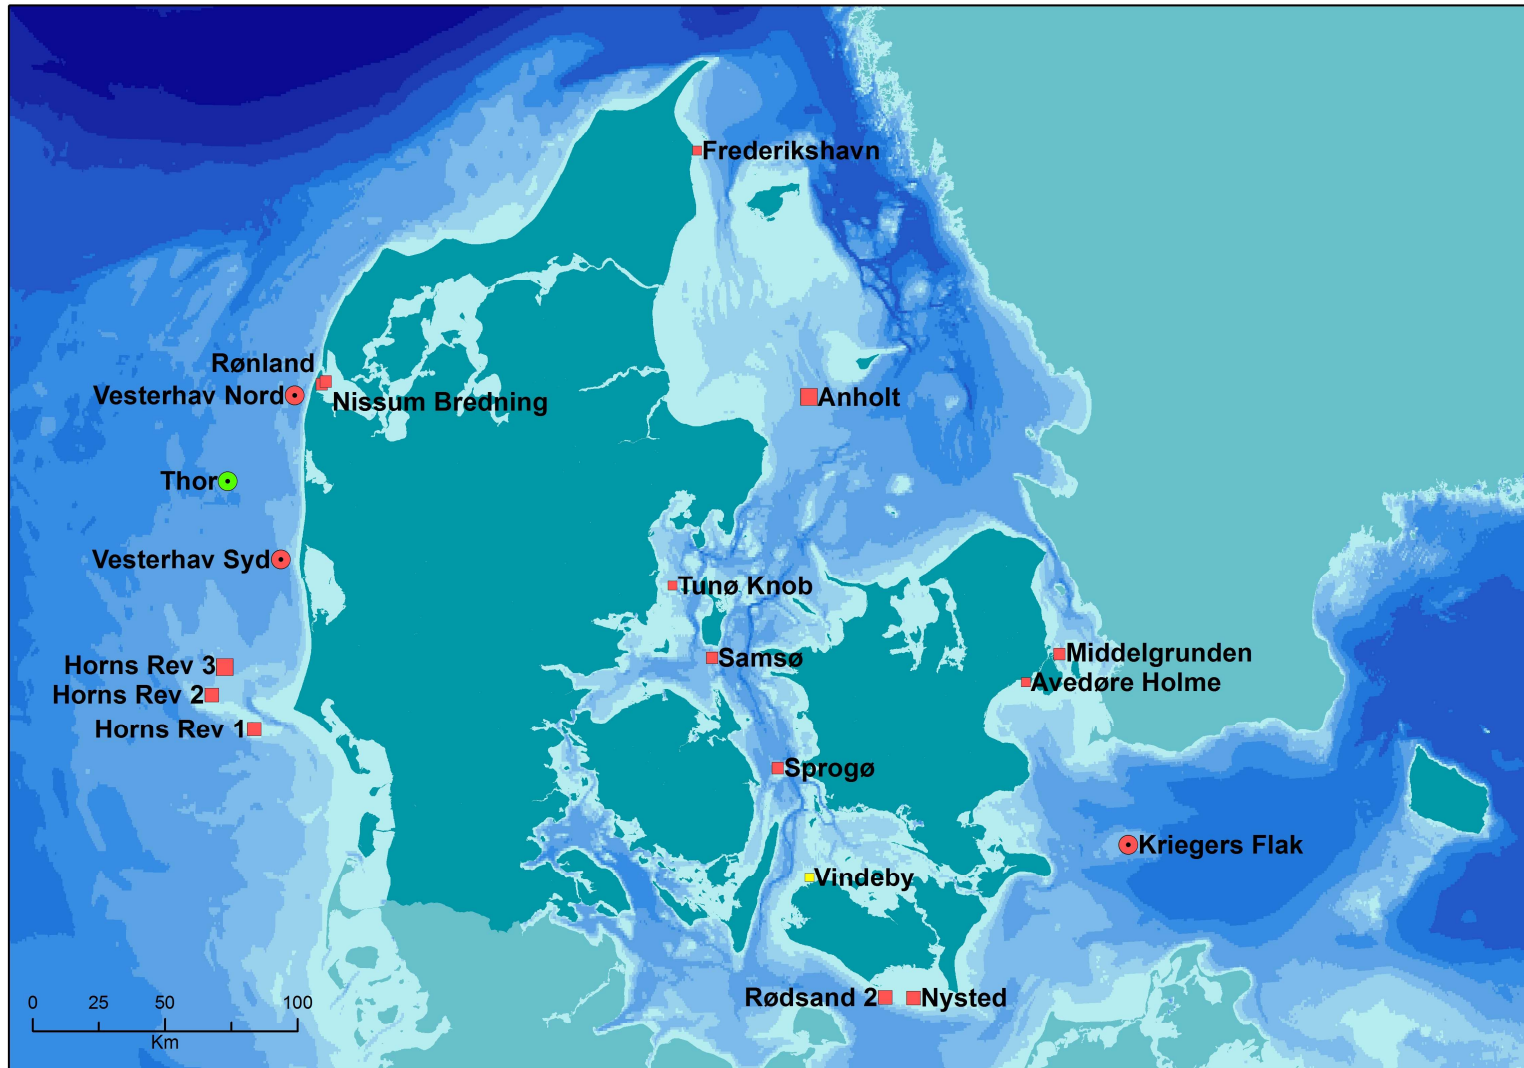 Frederikshavn
Rønland
Vesterhav Nord
Nissum Bredning
Anholt
Thor
Vesterhav Syd
Tunø Knob
Samsø
Middelgrunden
Avedøre Holme
Horns Rev 3
Horns Rev 2
Horns Rev 1
Sprogø
Kriegers Flak
Vindeby
Rødsand 2
Nysted
0 25 50 100
Km